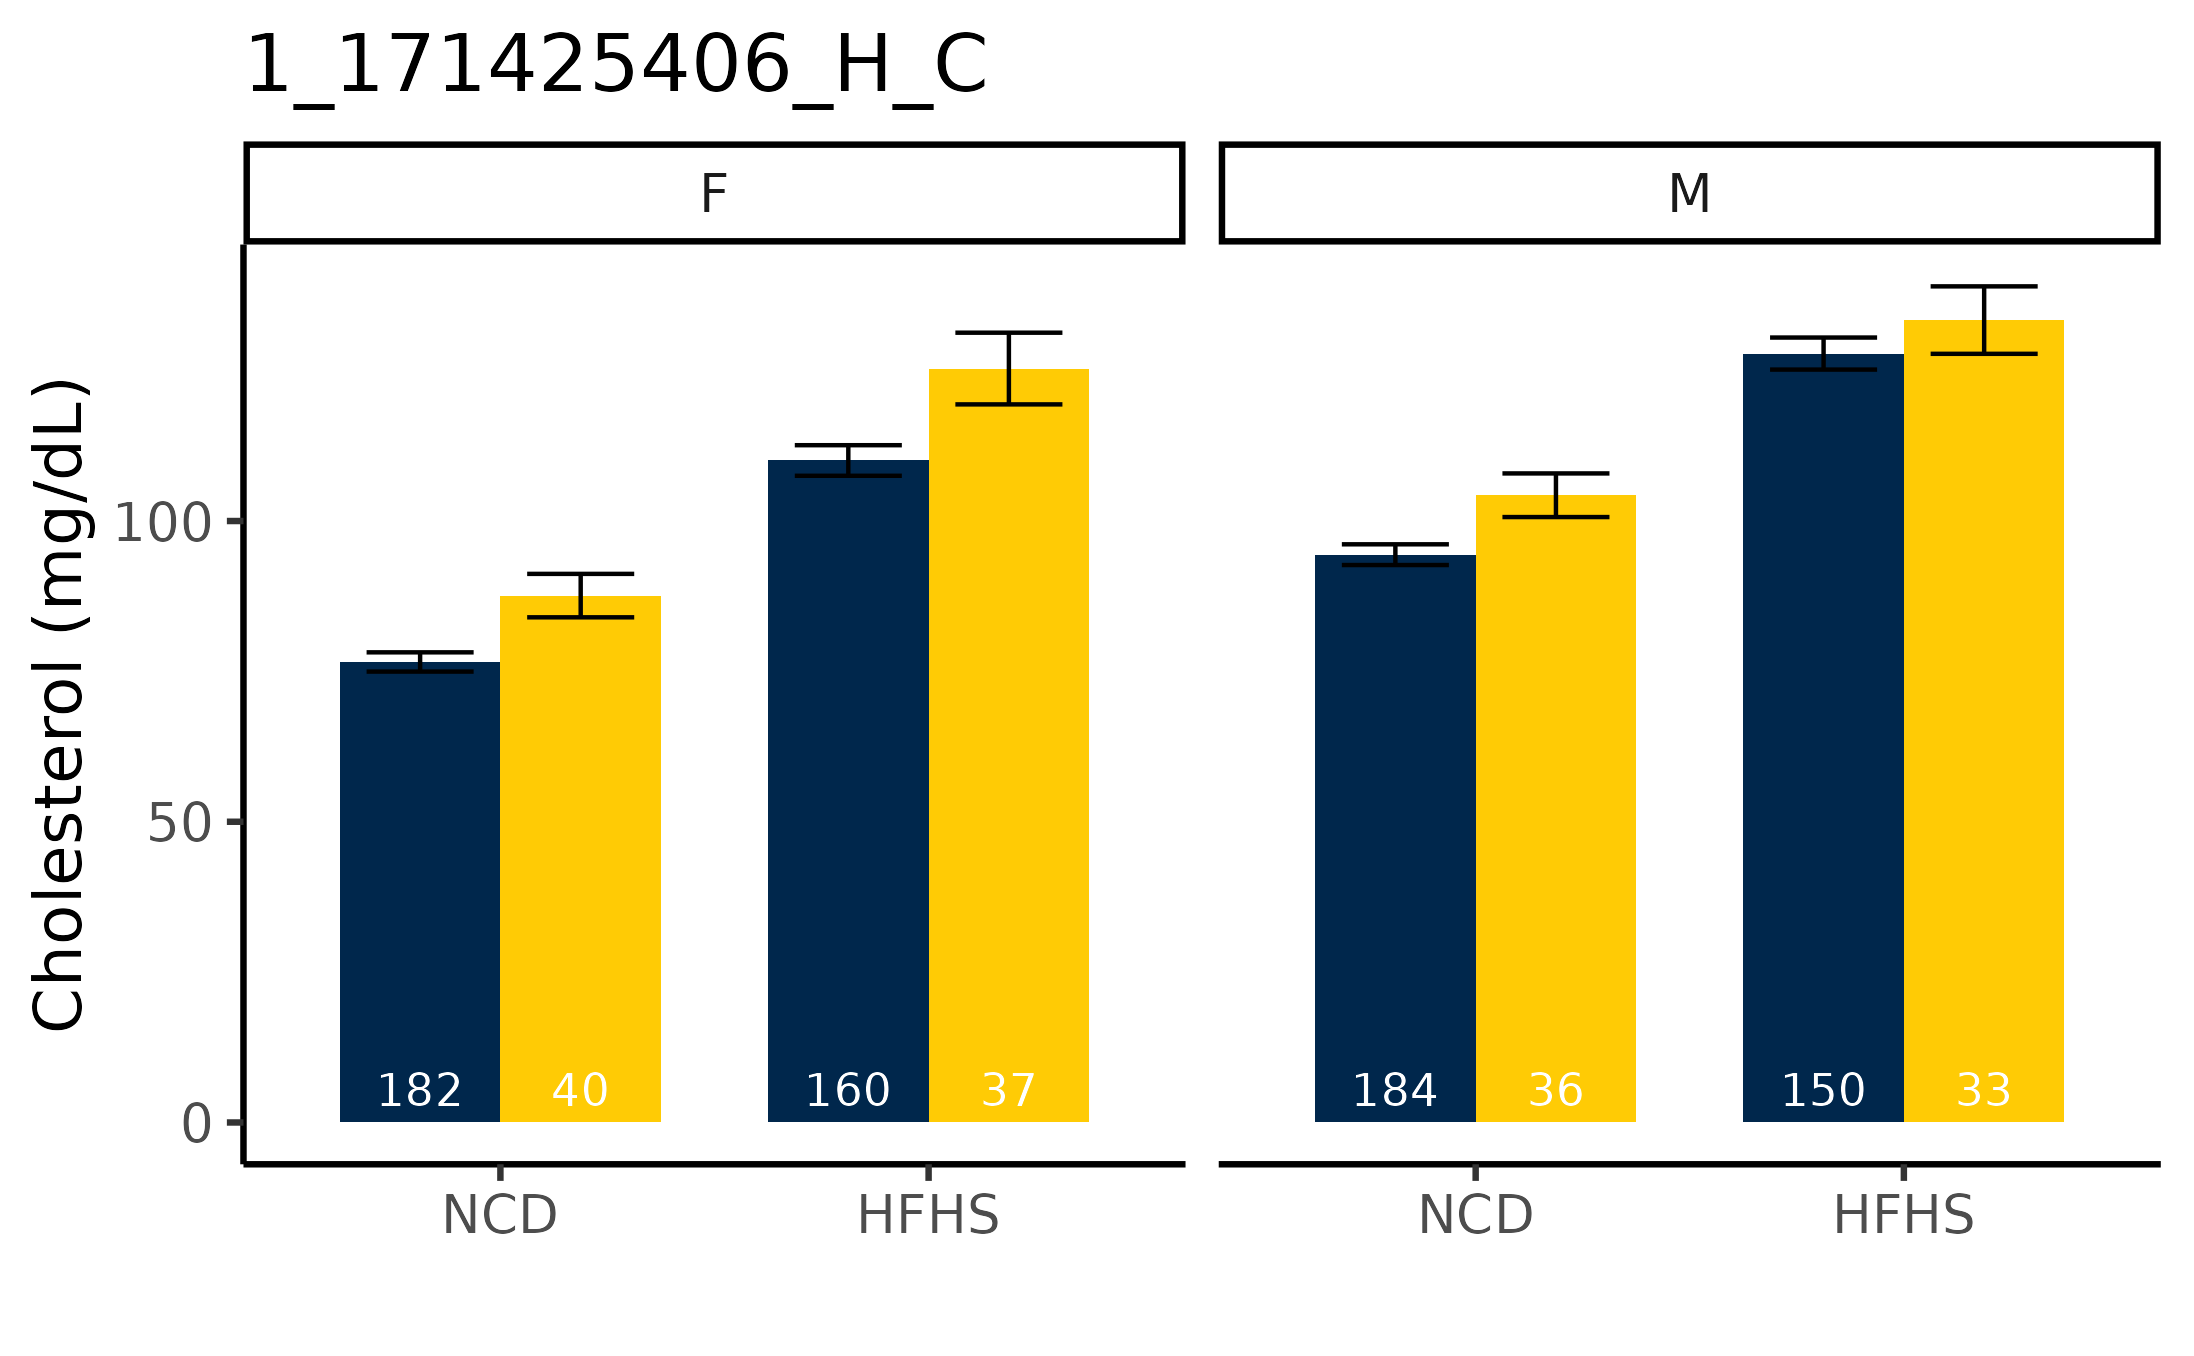 1_171425406_H_C
F
M
Cholesterol (mg/dL)
100
50
0
182
40
160
37
184
36
150
33
NCD
HFHS
NCD
HFHS